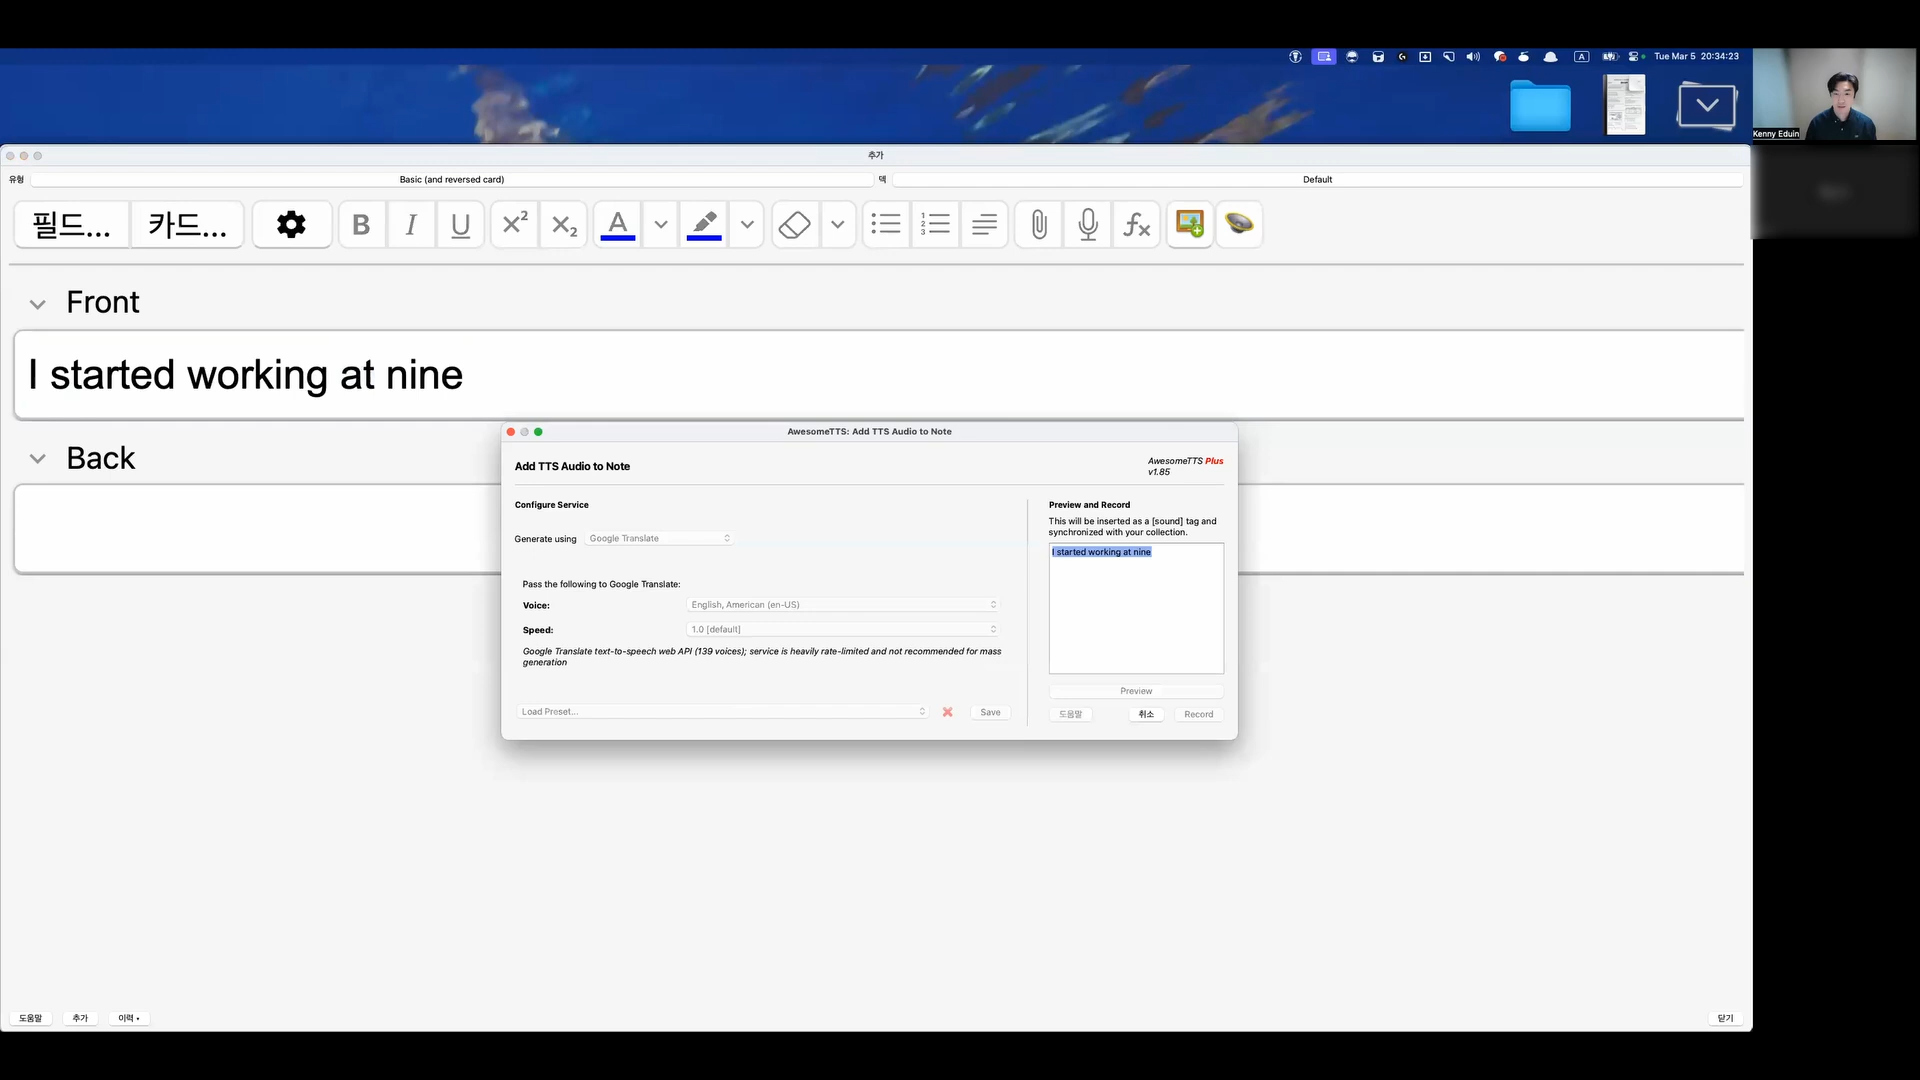 Tue Mar 5 20:34:23
Kenny Eduin
추가
유형
Basic (and reversed card)
덱
Default
필드...
카드...
Front
I started working at nine
Back
AwesomeTTS: Add TTS Audio to Note
Add TTS Audio to Note
AwesomeTTS Plus
v1.85
Configure Service
Generate using
Google Translate
Pass the following to Google Translate:
Voice:
English, American (en-US)
Speed:
1.0 [default]
Google Translate text-to-speech web API (139 voices); service is heavily rate-limited and not recommended for mass
generation
Load Preset...
Save
Preview and Record
This will be inserted as a [sound] tag and
synchronized with your collection.
I started working at nine
Preview
도움말
취소
Record
도움말
추가
이력
닫기